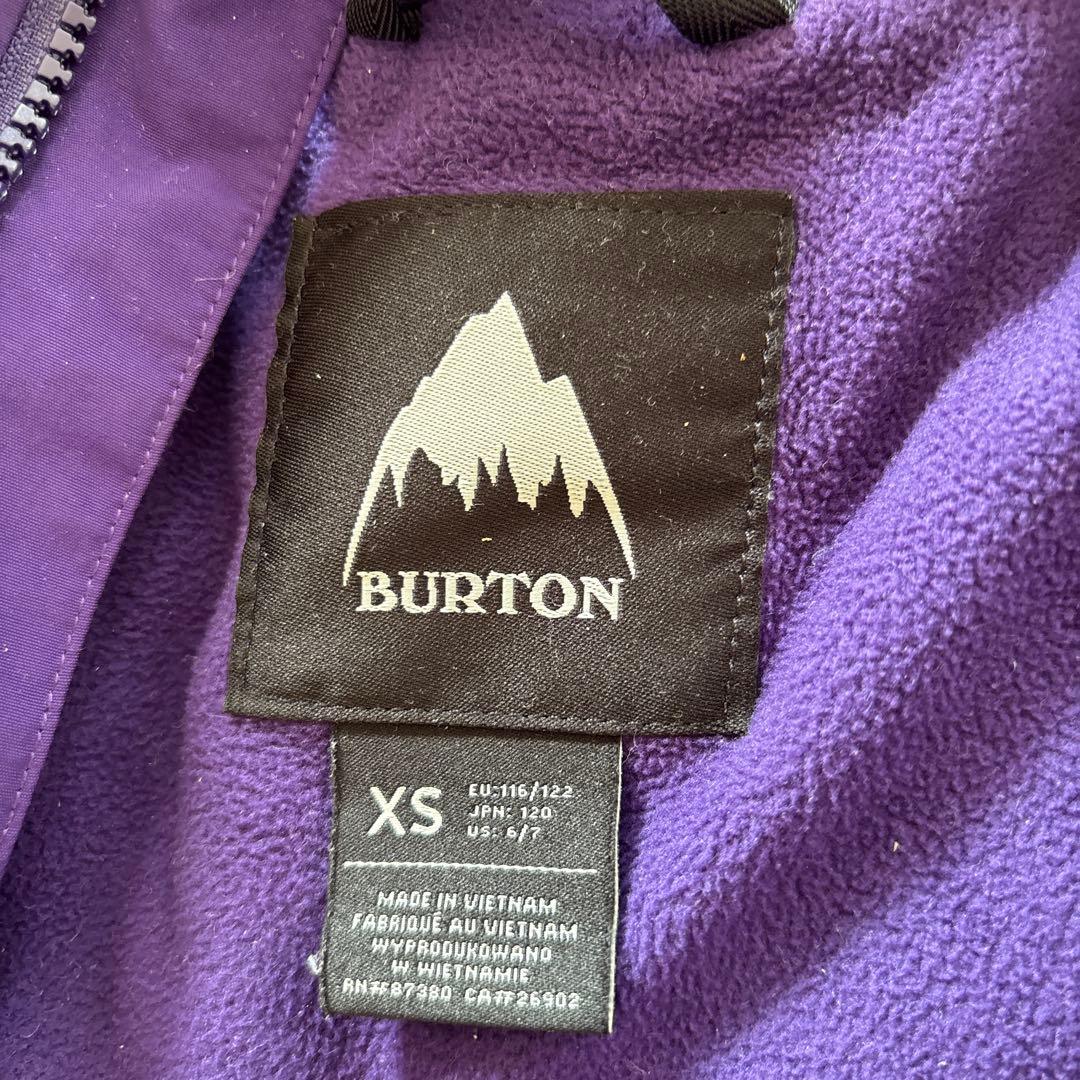 BURTON
XS
EU:116/122
JPN: 120
US: 6/7
MADE IN VIETNAM
FABRIQUÉ AU VIETNAM
WYPRODUKOWANO
W WIETNAMIE
RN#87380 CA#26902